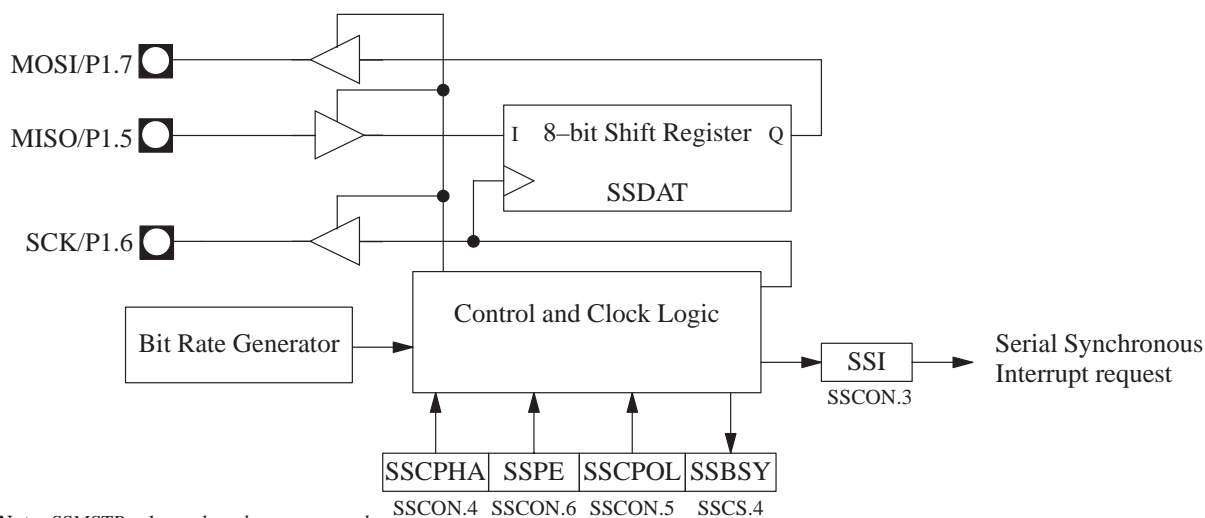 MOSI/P1.7
MISO/P1.5
I 8–bit Shift Register Q
SSDAT
SCK/P1.6
Control and Clock Logic
Bit Rate Generator
SSI
SSCON.3
Serial Synchronous
Interrupt request
SSCPHA SSPE SSCPOL SSBSY
SSCON.4 SSCON.6 SSCON.5 SSCS.4